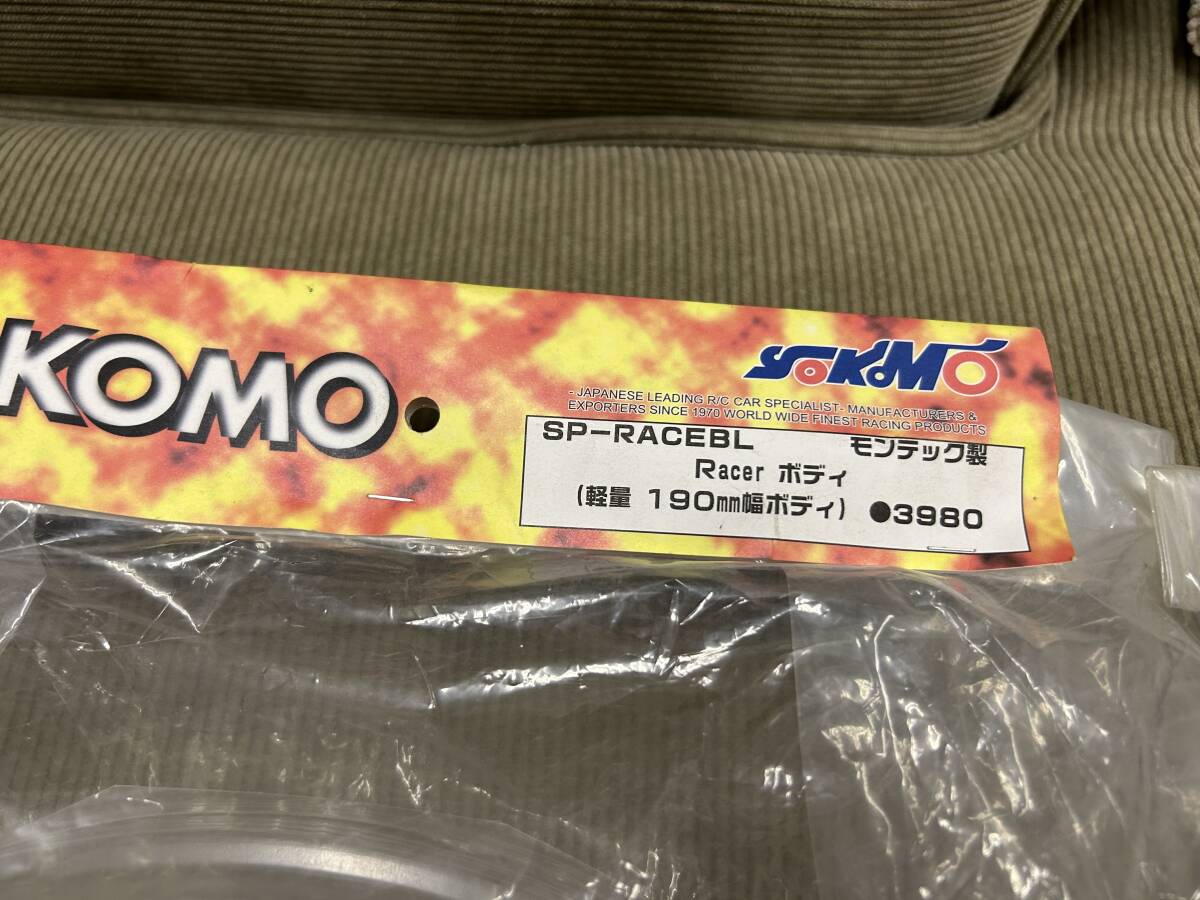 KOMO
YOKOMO
- JAPANESE LEADING R/C CAR SPECIALIST- MANUFACTURERS &
EXPORTERS SINCE 1970 WORLD WIDE FINEST RACING PRODUCTS
SP-RACEBL モンテック製
Racer ボディ
(軽量 190mm幅ボディ) ●3980